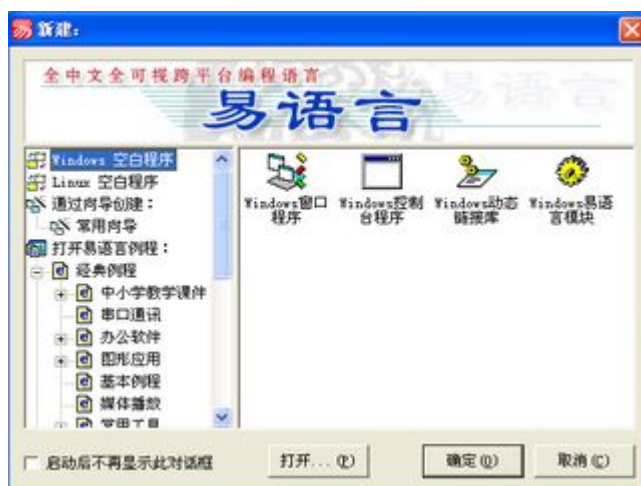 新建：
全中文全可视跨平台编程语言
易语言
Windows 空白程序
Linux 空白程序
通过向导创建：
常用向导
打开易语言例程：
经典例程
中小学教学课件
串口通讯
办公软件
图形应用
基本例程
媒体播放
常用工具
Windows窗口
程序
Windows控制
台程序
Windows动态
链接库
Windows易语
言模块
启动后不再显示此对话框
打开... (P)
确定(O)
取消(C)